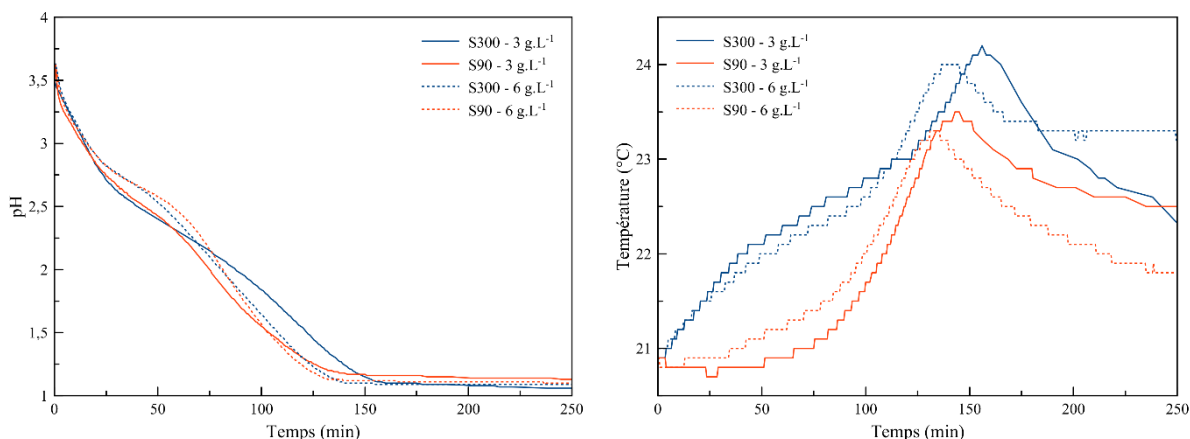 4
3,5
3
2,5
2
1,5
1
pH
0
50
100
150
200
250
Temps (min)
S300 - 3 g.L⁻¹
S90 - 3 g.L⁻¹
S300 - 6 g.L⁻¹
S90 - 6 g.L⁻¹
24
23
22
21
Température (°C)
0
50
100
150
200
250
Temps (min)
S300 - 3 g.L⁻¹
S90 - 3 g.L⁻¹
S300 - 6 g.L⁻¹
S90 - 6 g.L⁻¹